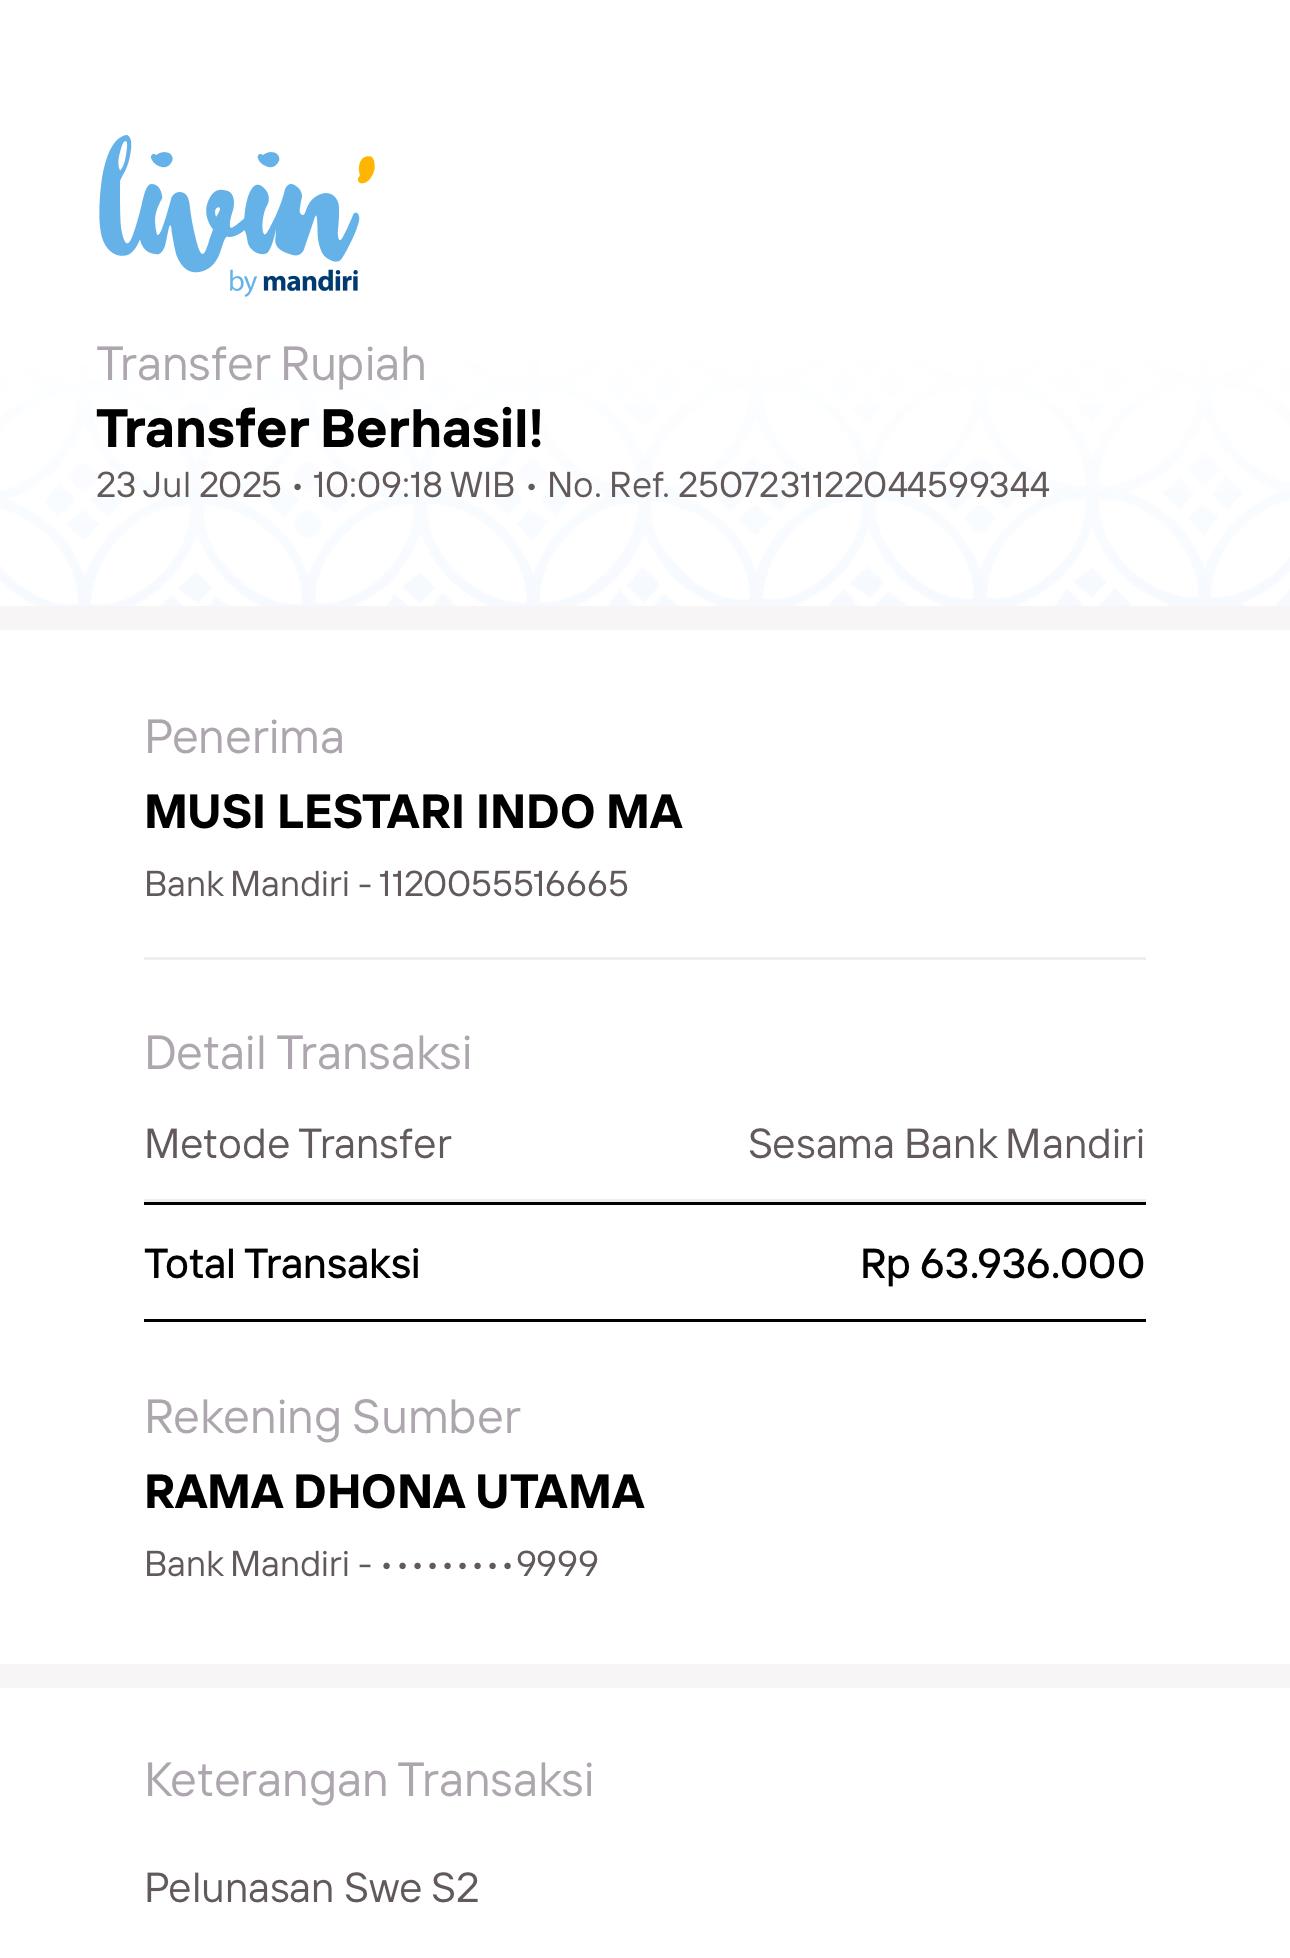 livin'
by mandiri
Transfer Rupiah
Transfer Berhasil!
23 Jul 2025 • 10:09:18 WIB • No. Ref. 2507231122044599344
Penerima
MUSI LESTARI INDO MA
Bank Mandiri - 1120055516665
Detail Transaksi
Metode Transfer Sesama Bank Mandiri
Total Transaksi Rp 63.936.000
Rekening Sumber
RAMA DHONA UTAMA
Bank Mandiri - •••••••••9999
Keterangan Transaksi
Pelunasan Swe S2